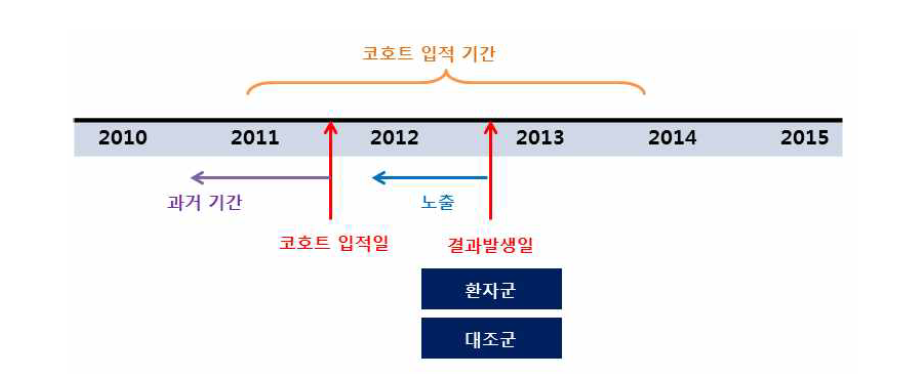 코호트 입적 기간
2010 2011 2012 2013 2014 2015
과거 기간 노출
코호트 입적일 결과발생일
환자군
대조군